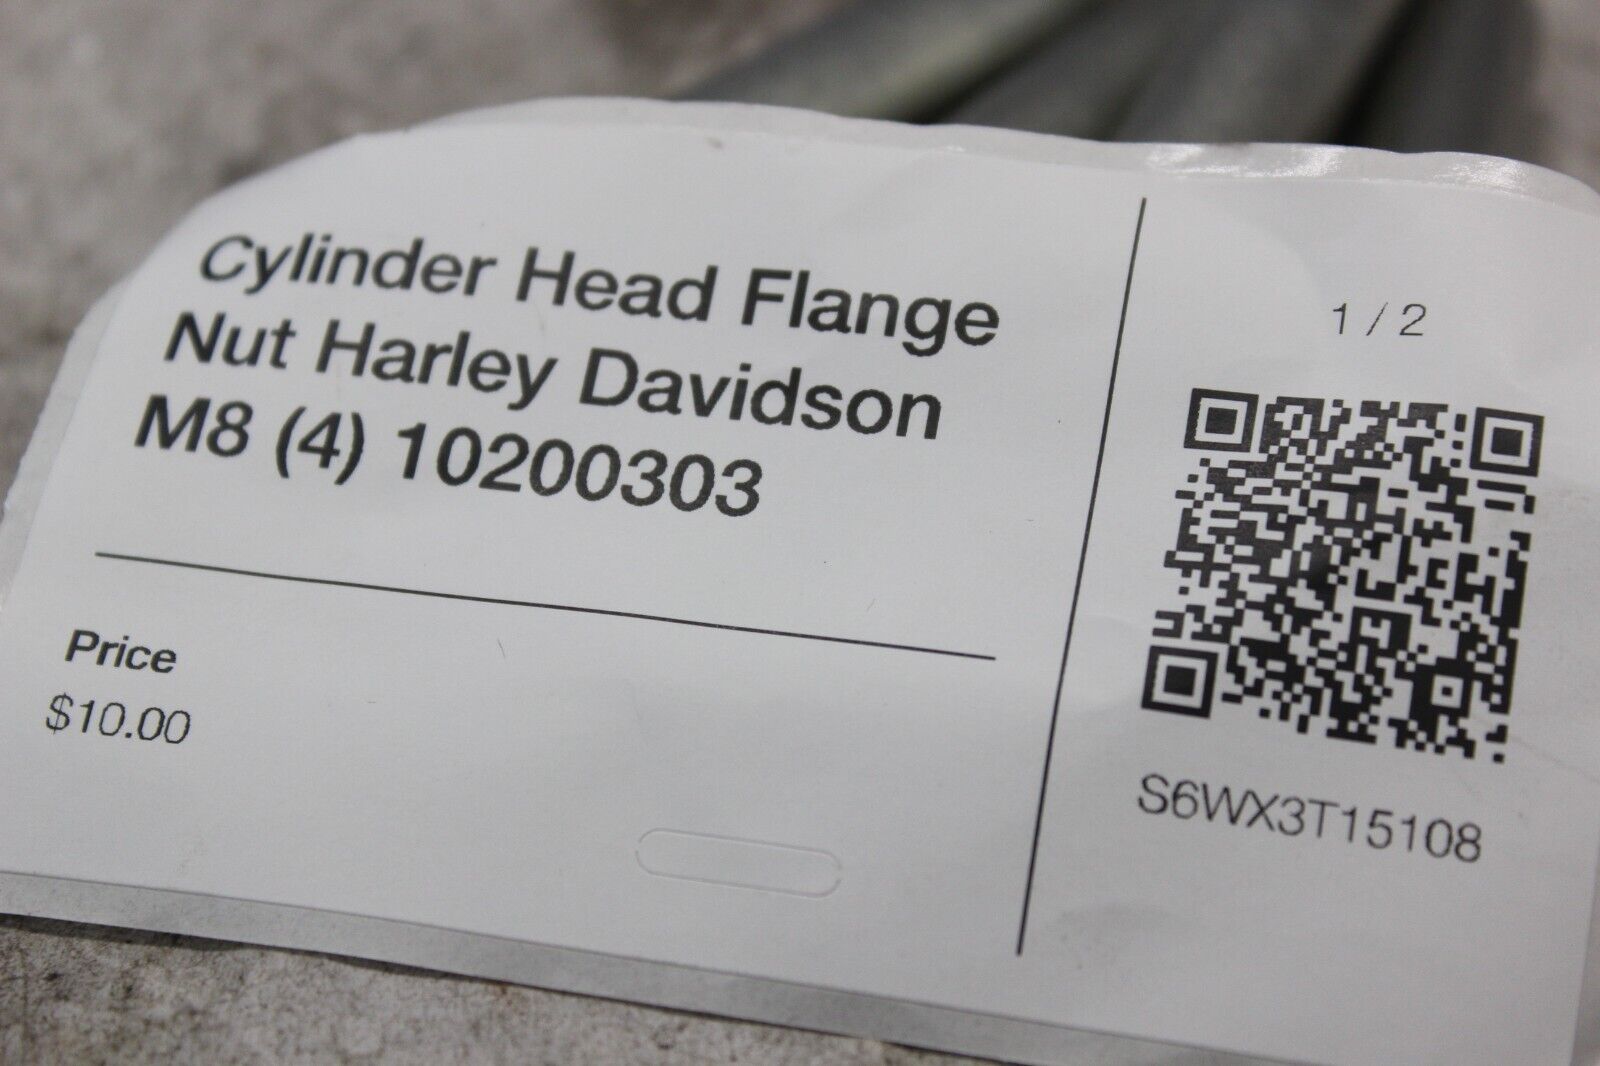 Cylinder Head Flange
Nut Harley Davidson
M8 (4) 10200303
Price
$10.00
1 / 2
S6WX3T15108